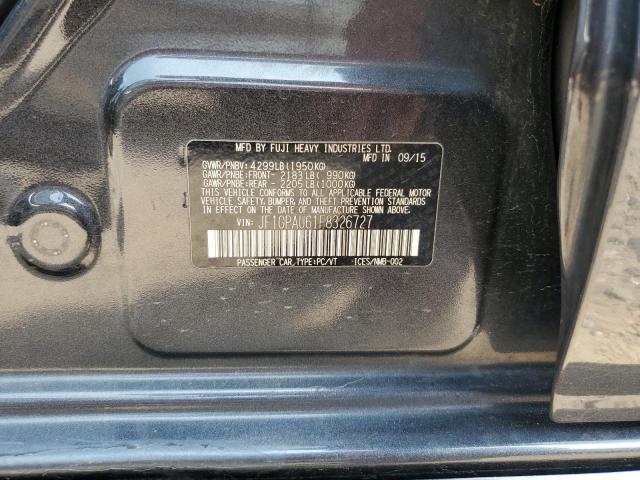 MFD BY FUJI HEAVY INDUSTRIES LTD.
MFD IN 09/15
GVWR/PNBV: 4299LB(1950KG)
GAWR/PNBE:FRONT- 2183LB( 990KG)
GAWR/PNBE:REAR - 2205LB(1000KG)
THIS VEHICLE CONFORMS TO ALL APPLICABLE FEDERAL MOTOR
VEHICLE SAFETY, BUMPER, AND THEFT PREVENTION STANDARDS
IN EFFECT ON THE DATE OF MANUFACTURE SHOWN ABOVE.
VIN: JF1GPAU61F8326727
PASSENGER CAR, TYPE:PC/VT ICES/NMB-002